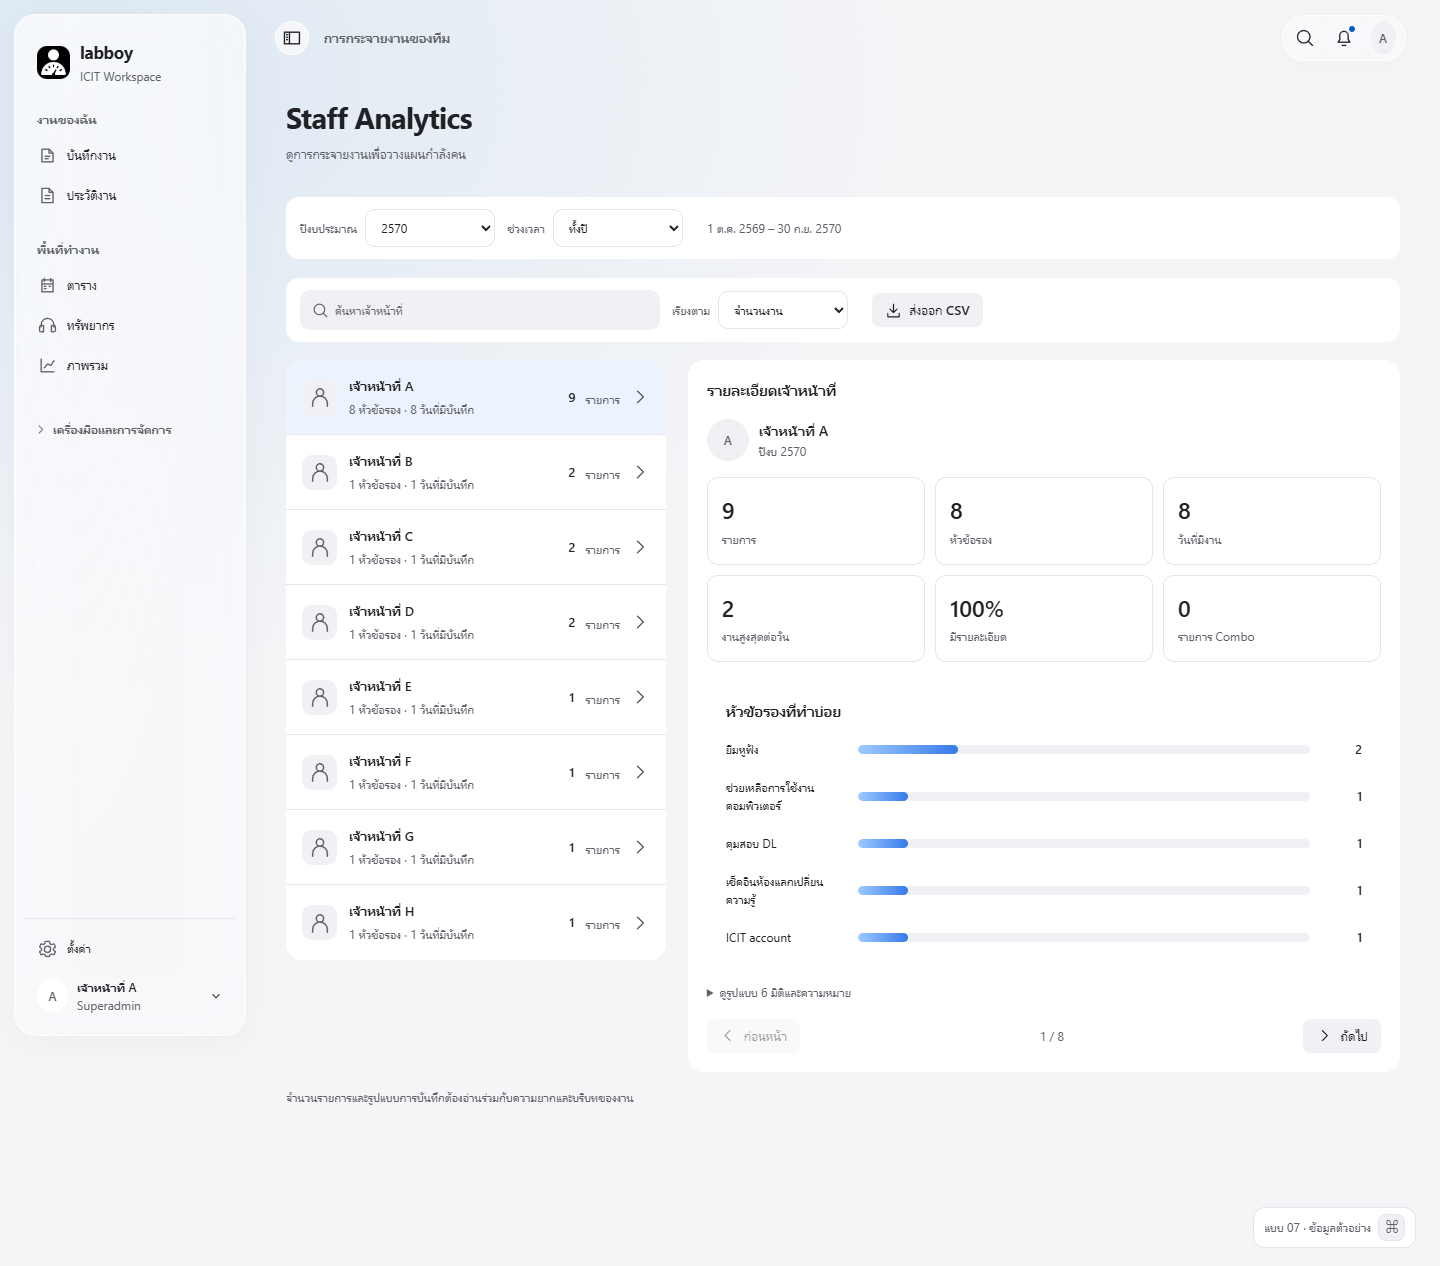 labboy
ICIT Workspace
งานของฉัน
บันทึกงาน
ประวัติงาน
พื้นที่ทำงาน
ตาราง
ทรัพยากร
ภาพรวม
เครื่องมือและการจัดการ
ตั้งค่า
A
เจ้าหน้าที่ A
Superadmin
การกระจายงานของทีม
A
Staff Analytics
ดูการกระจายงานเพื่อวางแผนกำลังคน
ปีงบประมาณ 2570 ช่วงเวลา ทั้งปี 1 ต.ค. 2569 – 30 ก.ย. 2570
ค้นหาเจ้าหน้าที่ เรียงตาม จำนวนงาน ส่งออก CSV
เจ้าหน้าที่ A
8 หัวข้อรอง · 8 วันที่มีบันทึก
9 รายการ
เจ้าหน้าที่ B
1 หัวข้อรอง · 1 วันที่มีบันทึก
2 รายการ
เจ้าหน้าที่ C
1 หัวข้อรอง · 1 วันที่มีบันทึก
2 รายการ
เจ้าหน้าที่ D
1 หัวข้อรอง · 1 วันที่มีบันทึก
2 รายการ
เจ้าหน้าที่ E
1 หัวข้อรอง · 1 วันที่มีบันทึก
1 รายการ
เจ้าหน้าที่ F
1 หัวข้อรอง · 1 วันที่มีบันทึก
1 รายการ
เจ้าหน้าที่ G
1 หัวข้อรอง · 1 วันที่มีบันทึก
1 รายการ
เจ้าหน้าที่ H
1 หัวข้อรอง · 1 วันที่มีบันทึก
1 รายการ
รายละเอียดเจ้าหน้าที่
A
เจ้าหน้าที่ A
ปีงบ 2570
9
รายการ
8
หัวข้อรอง
8
วันที่มีงาน
2
งานสูงสุดต่อวัน
100%
มีรายละเอียด
0
รายการ Combo
หัวข้อรองที่ทำบ่อย
ยืมหูฟัง 2
ช่วยเหลือการใช้งาน
คอมพิวเตอร์ 1
คุมสอบ DL 1
เช็คอินห้องแลกเปลี่ยน
ความรู้ 1
ICIT account 1
ดูรูปแบบ 6 มิติและความหมาย
ก่อนหน้า 1 / 8 ถัดไป
จำนวนรายการและรูปแบบการบันทึกต้องอ่านร่วมกับความยากและบริบทของงาน
แบบ 07 · ข้อมูลตัวอย่าง ⌘